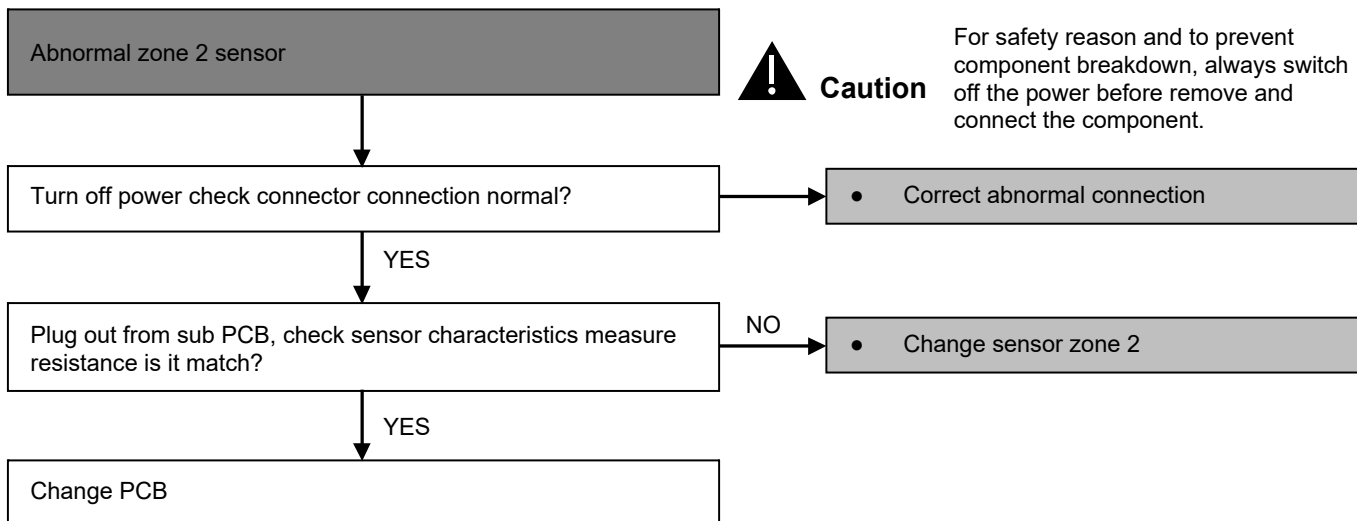 Abnormal zone 2 sensor
Caution
For safety reason and to prevent
component breakdown, always switch
off the power before remove and
connect the component.
Turn off power check connector connection normal?
● Correct abnormal connection
YES
Plug out from sub PCB, check sensor characteristics measure
resistance is it match?
NO
● Change sensor zone 2
YES
Change PCB